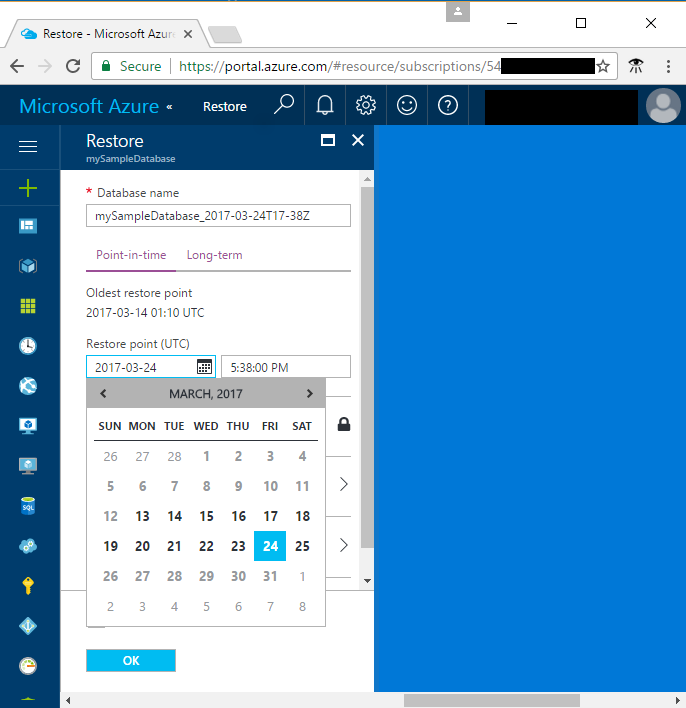 Restore - Microsoft Azur
Secure https://portal.azure.com/#resource/subscriptions/54
Microsoft Azure « Restore
Restore
mySampleDatabase
* Database name
mySampleDatabase_2017-03-24T17-38Z
Point-in-time Long-term
Oldest restore point
2017-03-14 01:10 UTC
Restore point (UTC)
2017-03-24 5:38:00 PM
MARCH, 2017
SUN MON TUE WED THU FRI SAT
26 27 28 1 2 3 4
5 6 7 8 9 10 11
12 13 14 15 16 17 18
19 20 21 22 23 24 25
26 27 28 29 30 31 1
2 3 4 5 6 7 8
SQL
OK